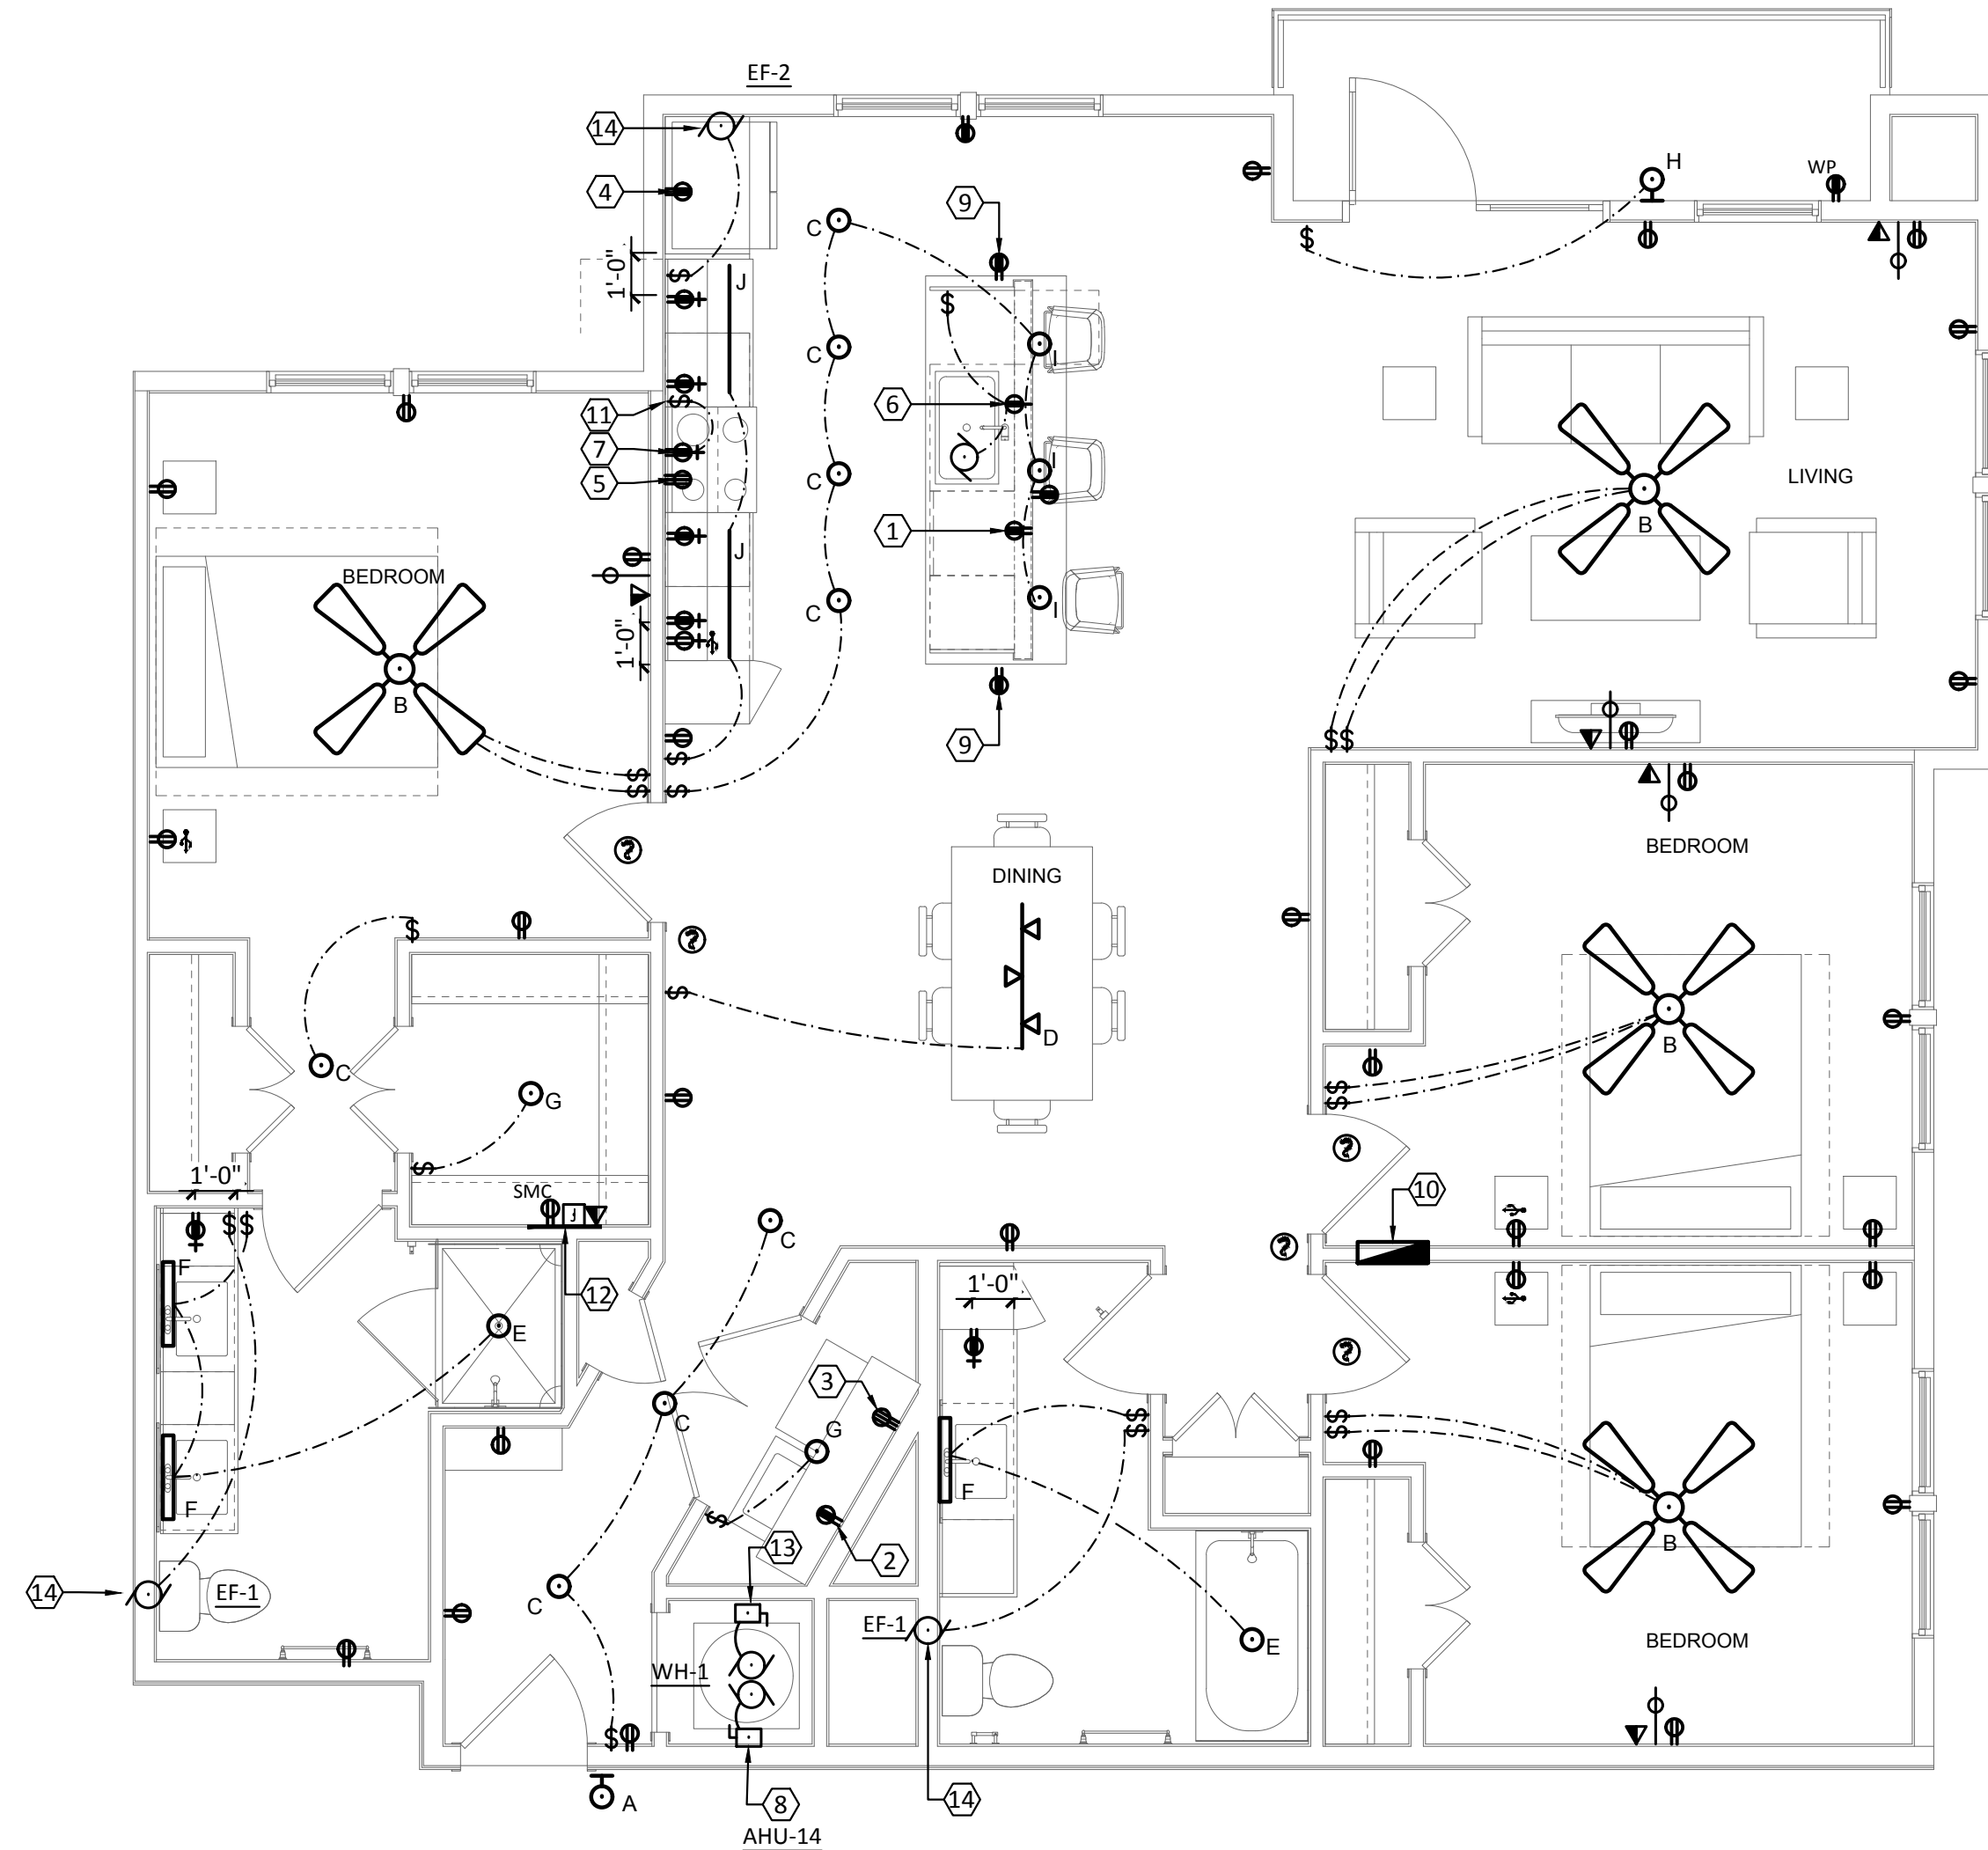 EF-2
14
H
WP
4
9
C
$
1'-0"
$
J
$
I
C
11
$
6
7
I
LIVING
5
C
B
1
J
BEDROOM
C
I
1'-0"
B
$$
9
$
$
$
$
BEDROOM
DINING
$
$
D
B
C
G
$
$
1'-0"
$
10
SMC
J
$$
C
F
12
1'-0"
E
3
C
G
$
$
$
$
F
F
$
B
13
2
14
EF-1
C
EF-1
E
BEDROOM
WH-1
$
A
8
14
AHU-14